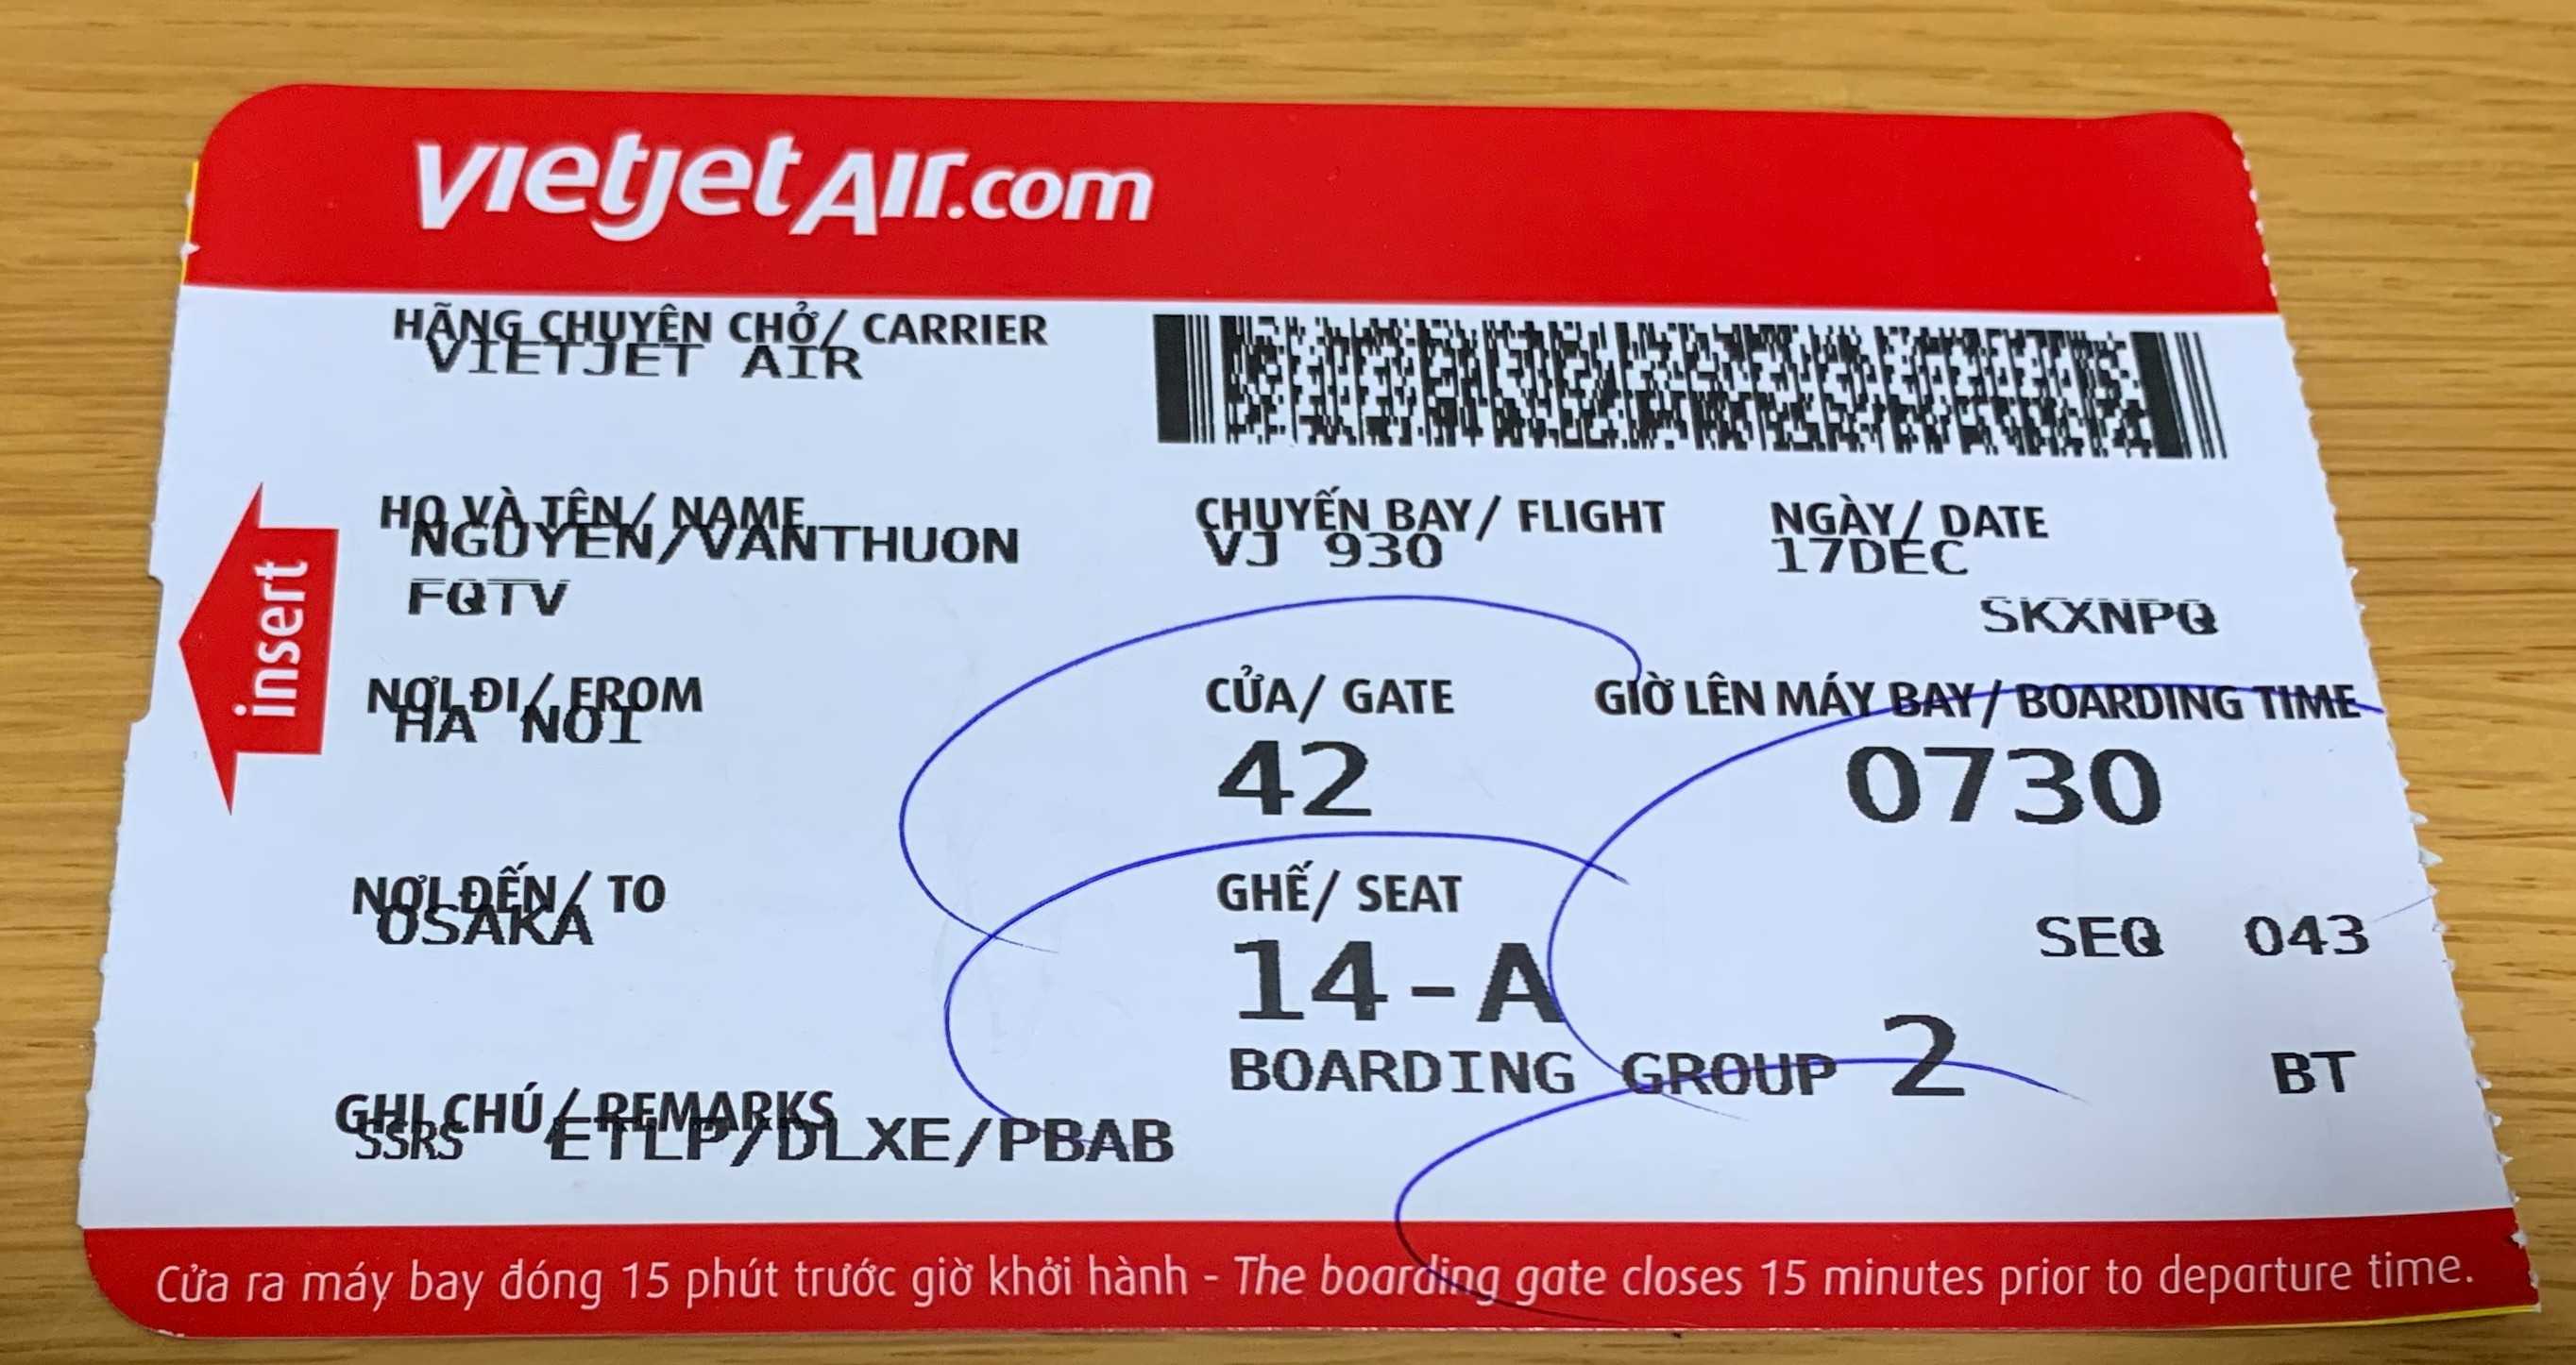 vietjetAir.com
HÃNG CHUYÊN CHỞ/ CARRIER
VIETJET AIR
HỌ VÀ TÊN/ NAME
NGUYEN/VANTHUON
FQTV
CHUYẾN BAY/ FLIGHT
VJ 930
NGÀY/ DATE
17DEC
SKXNPQ
insert
NƠI ĐI/ FROM
HA NOI
CỬA/ GATE
42
GIỜ LÊN MÁY BAY/ BOARDING TIME
0730
NƠI ĐẾN/ TO
OSAKA
GHẾ/ SEAT
14-A
SEQ 043
BOARDING GROUP 2
BT
GHI CHÚ/ REMARKS
SSRS ETLP/DLXE/PBAB
Cửa ra máy bay đóng 15 phút trước giờ khởi hành - The boarding gate closes 15 minutes prior to departure time.